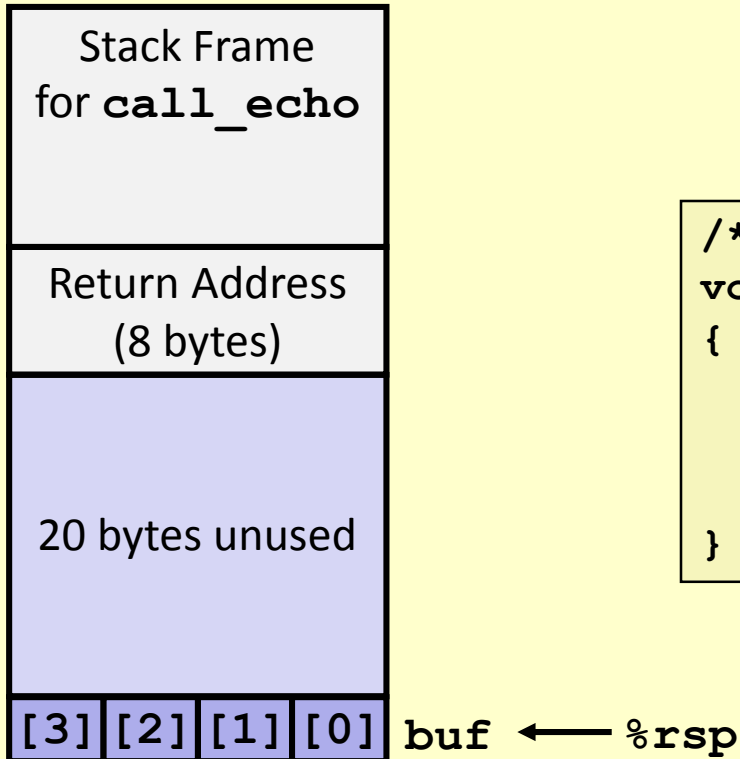 Stack Frame
for call_echo
Return Address
(8 bytes)
20 bytes unused
[3] [2] [1] [0] buf ← %rsp
/*
{
}